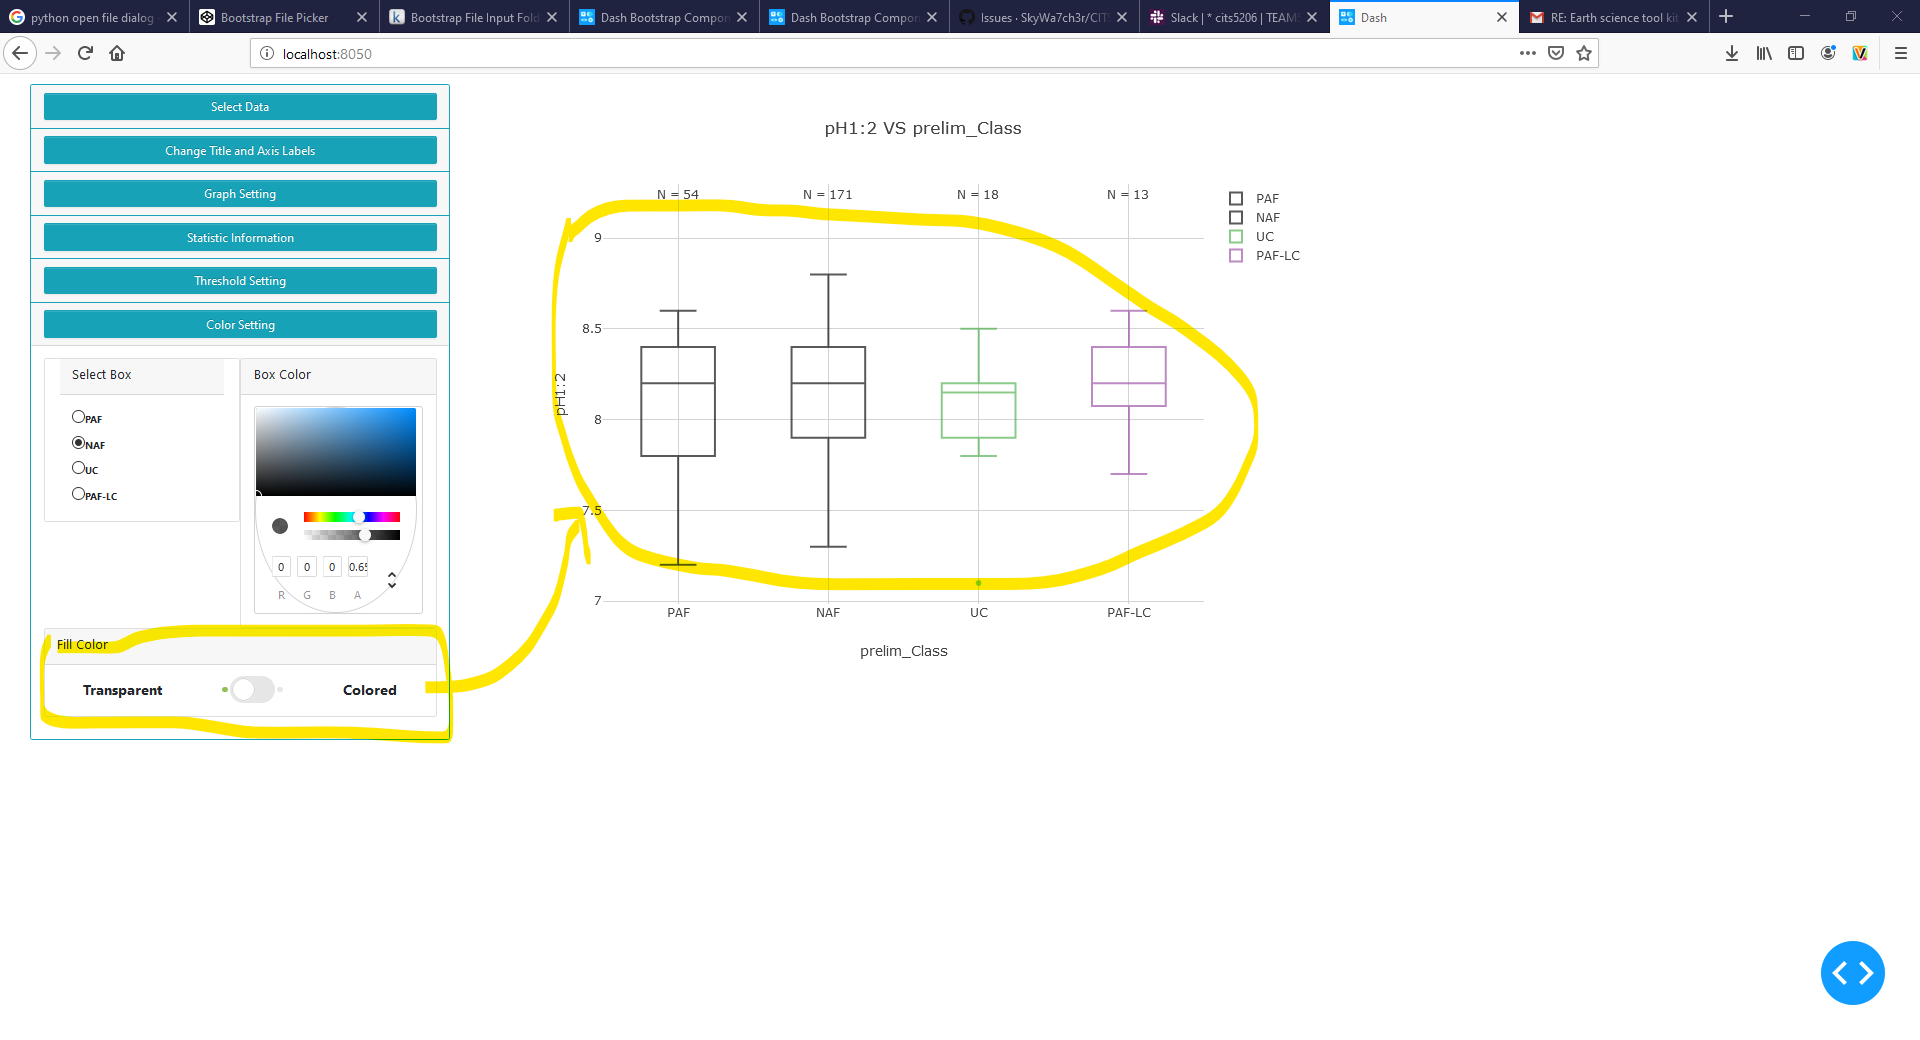 python open file dialog
Bootstrap File Picker
Bootstrap File Input Fold
Dash Bootstrap Compon
Dash Bootstrap Compon
Issues · SkyWa7ch3r/CIT
Slack | * cits5206 | TEAM
Dash
RE: Earth science tool kit
localhost:8050
Select Data
Change Title and Axis Labels
Graph Setting
Statistic Information
Threshold Setting
Color Setting
Select Box
Box Color
PAF
NAF
UC
PAF-LC
0 0 0 0.65
R G B A
Fill Color
Transparent
Colored
pH1:2 VS prelim_Class
N = 54 N = 171 N = 18 N = 13
9
8.5
8
7.5
7
pH1:2
PAF NAF UC PAF-LC
prelim_Class
PAF
NAF
UC
PAF-LC